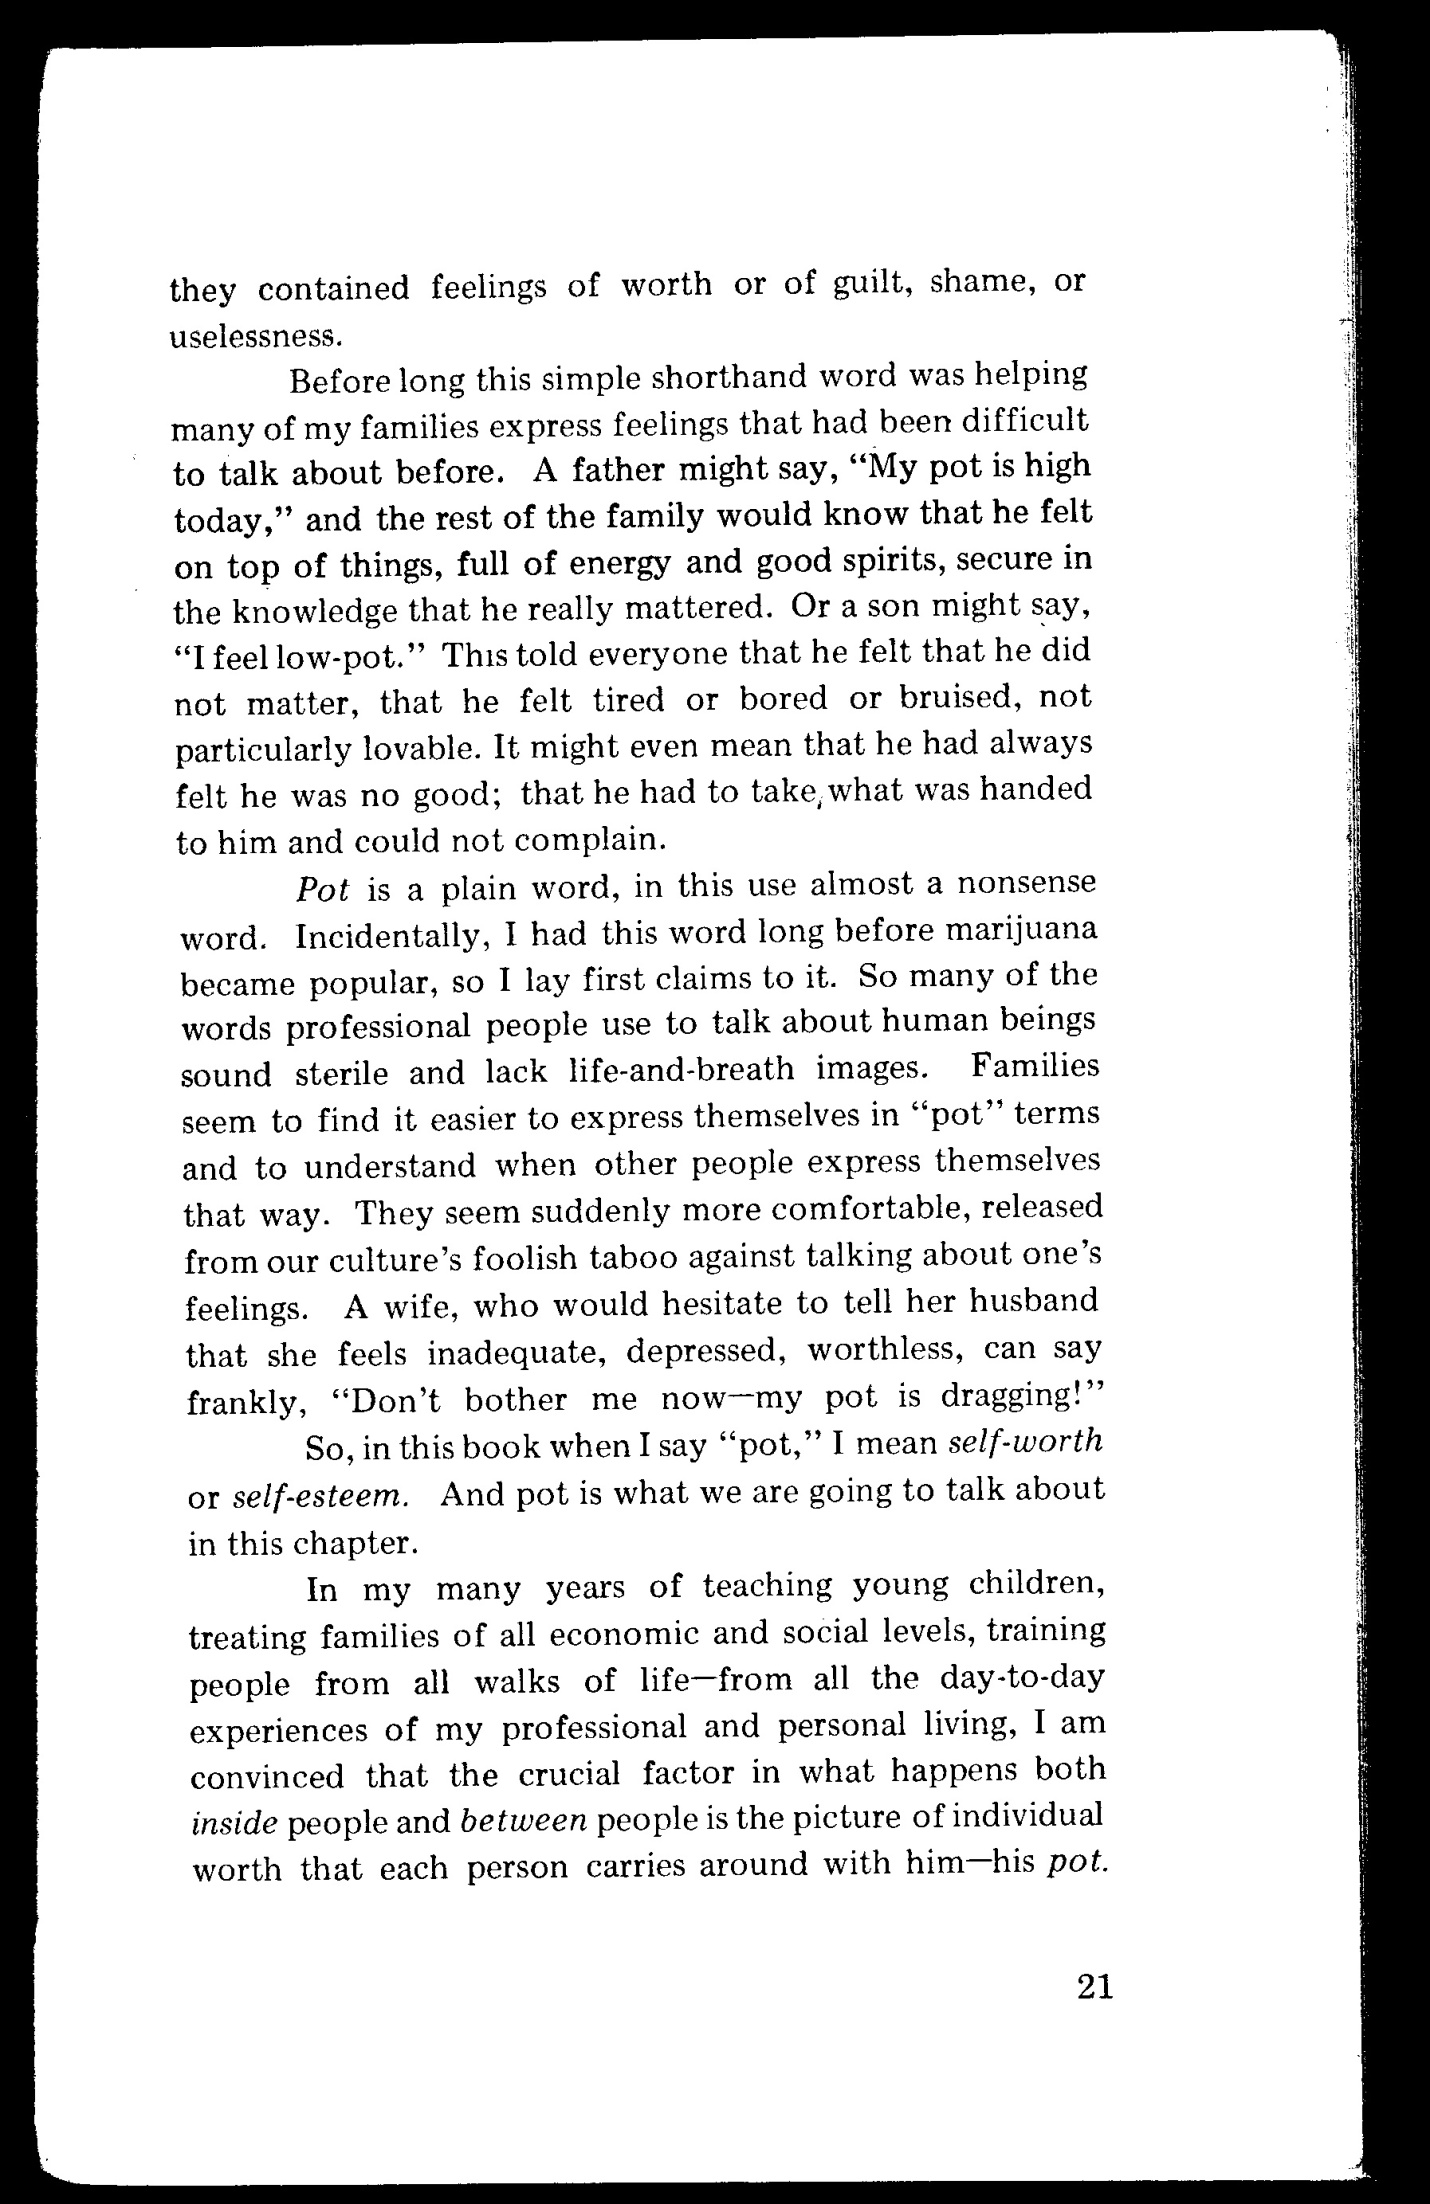 they contained feelings of worth or of guilt, shame, or
uselessness.
Before long this simple shorthand word was helping
many of my families express feelings that had been difficult
to talk about before. A father might say, “My pot is high
today,” and the rest of the family would know that he felt
on top of things, full of energy and good spirits, secure in
the knowledge that he really mattered. Or a son might say,
“I feel low-pot.” This told everyone that he felt that he did
not matter, that he felt tired or bored or bruised, not
particularly lovable. It might even mean that he had always
felt he was no good; that he had to take what was handed
to him and could not complain.
Pot is a plain word, in this use almost a nonsense
word. Incidentally, I had this word long before marijuana
became popular, so I lay first claims to it. So many of the
words professional people use to talk about human beings
sound sterile and lack life-and-breath images. Families
seem to find it easier to express themselves in “pot” terms
and to understand when other people express themselves
that way. They seem suddenly more comfortable, released
from our culture’s foolish taboo against talking about one’s
feelings. A wife, who would hesitate to tell her husband
that she feels inadequate, depressed, worthless, can say
frankly, “Don’t bother me now—my pot is dragging!”
So, in this book when I say “pot,” I mean self-worth
or self-esteem. And pot is what we are going to talk about
in this chapter.
In my many years of teaching young children,
treating families of all economic and social levels, training
people from all walks of life—from all the day-to-day
experiences of my professional and personal living, I am
convinced that the crucial factor in what happens both
inside people and between people is the picture of individual
worth that each person carries around with him—his pot.
21